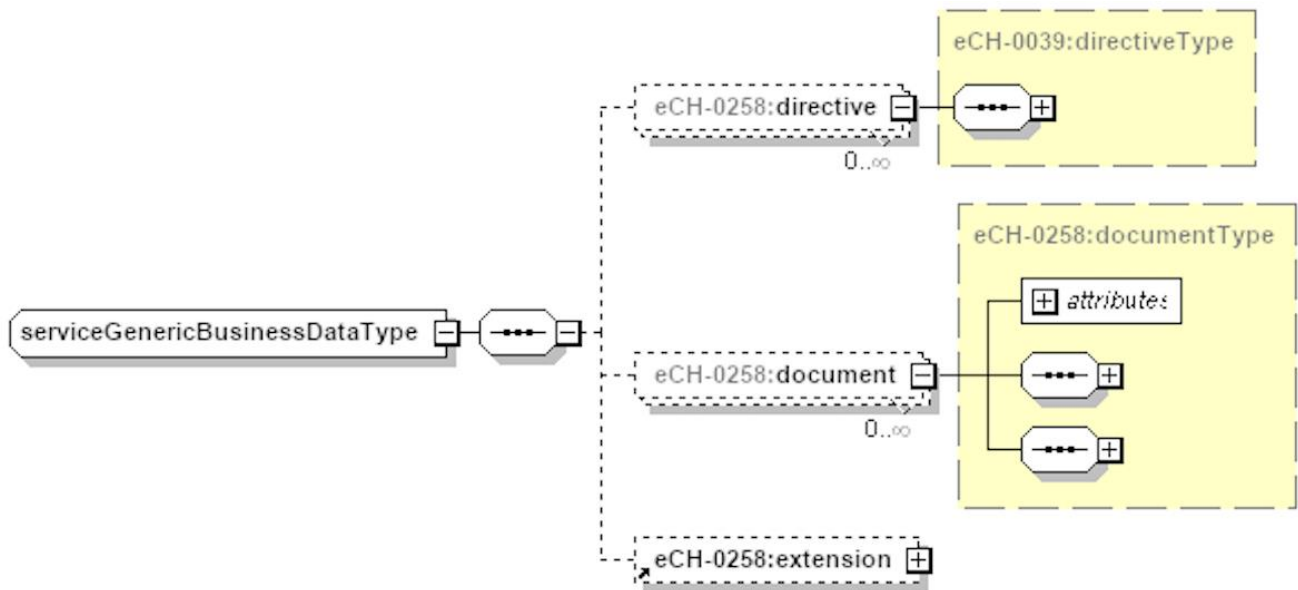 eCH-0039:directiveType
eCH-0258:directive
0..∞
eCH-0258:documentType
attributes
serviceGenericBusinessDataType
eCH-0258:document
0..∞
eCH-0258:extension